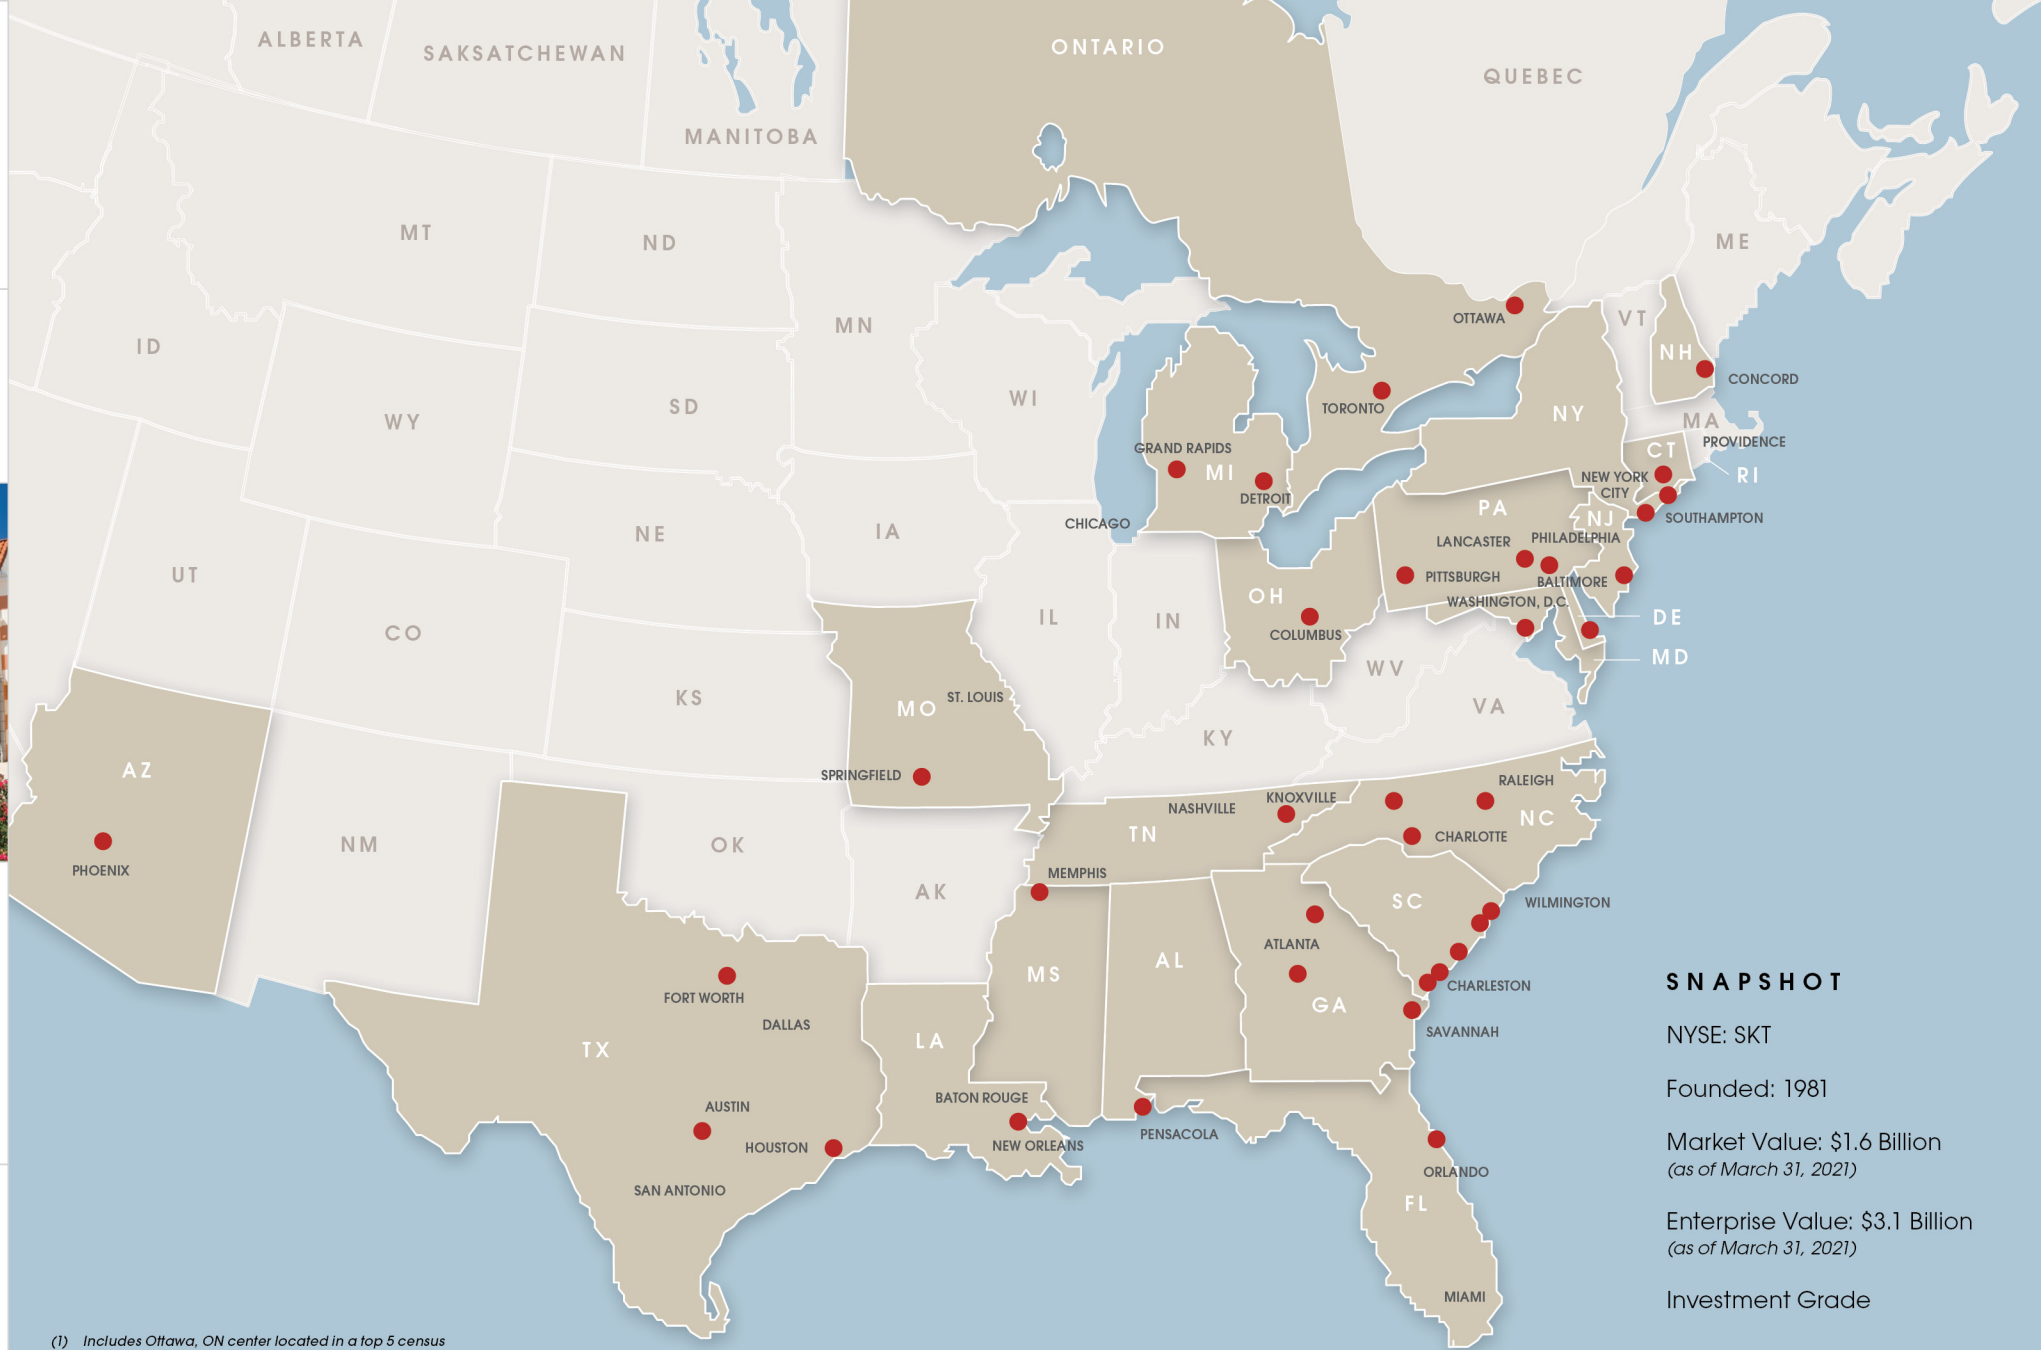 ALBERTA
SAKSATCHEWAN
MANITOBA
ONTARIO
QUEBEC
MT
ND
ME
ID
MN
OTTAWA
VT
WY
SD
WI
NH
CONCORD
TORONTO
NY
MA
PROVIDENCE
GRAND RAPIDS
MI
CT
RI
DETROIT
NEW YORK
CITY
SOUTHAMPTON
NE
IA
CHICAGO
PA
NJ
LANCASTER
PHILADELPHIA
UT
PITTSBURGH
BALTIMORE
OH
WASHINGTON, D.C.
CO
IL
IN
COLUMBUS
DE
MD
KS
MO
ST. LOUIS
WV
VA
KY
AZ
SPRINGFIELD
RALEIGH
NASHVILLE
KNOXVILLE
NM
OK
TN
CHARLOTTE
NC
PHOENIX
MEMPHIS
AK
SC
WILMINGTON
ATLANTA
MS
AL
CHARLESTON
FORT WORTH
GA
DALLAS
SAVANNAH
TX
LA
AUSTIN
BATON ROUGE
HOUSTON
NEW ORLEANS
PENSACOLA
SAN ANTONIO
ORLANDO
FL
MIAMI
SNAPSHOT
NYSE: SKT
Founded: 1981
Market Value: $1.6 Billion
(as of March 31, 2021)
Enterprise Value: $3.1 Billion
(as of March 31, 2021)
Investment Grade
(1) Includes Ottawa, ON center located in a top 5 census